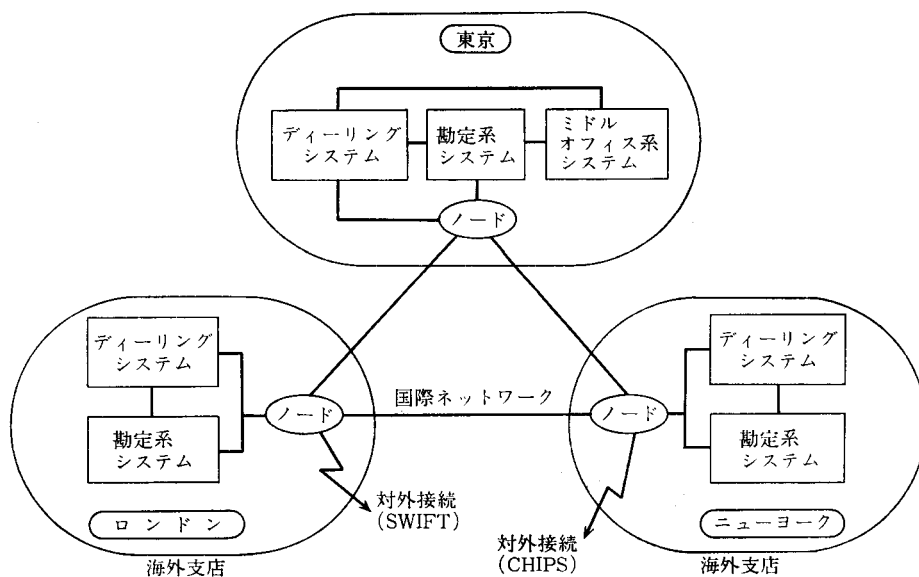 東京
ディーリング
システム
勘定系
システム
ミドル
オフィス系
システム
ノード
ディーリング
システム
勘定系
システム
ノード
国際ネットワーク
ノード
ディーリング
システム
勘定系
システム
対外接続
(SWIFT)
対外接続
(CHIPS)
ロンドン
ニューヨーク
海外支店
海外支店